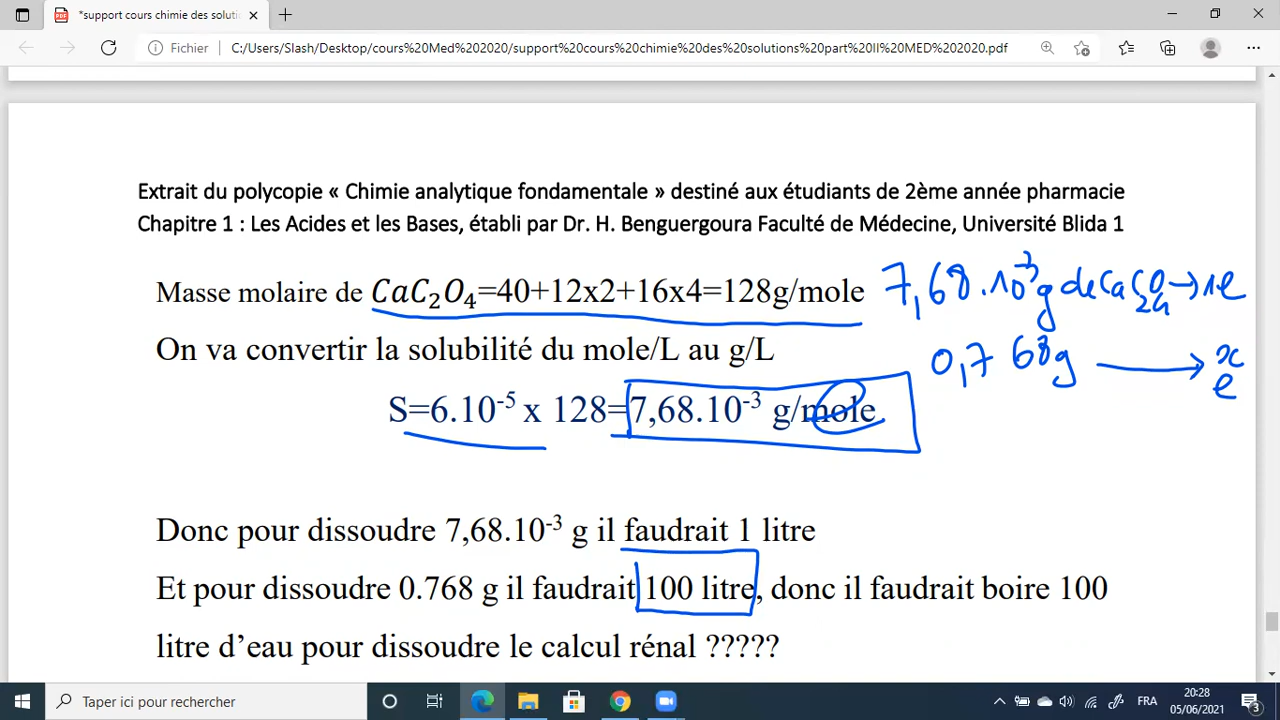 *support cours chimie des soluti
Fichier
C:/Users/Slash/Desktop/cours%20Med%202020/support%20cours%20chimie%20des%20solutions%20part%20II%20MED%202020.pdf
Extrait du polycopie « Chimie analytique fondamentale » destiné aux étudiants de 2ème année pharmacie
Chapitre 1 : Les Acides et les Bases, établi par Dr. H. Benguergoura Faculté de Médecine, Université Blida 1
Masse molaire de CaC₂O₄=40+12x2+16x4=128g/mole
7,68.10⁻³g de CaC₂O₄ → 1l
On va convertir la solubilité du mole/L au g/L
0,768g → x l
S=6.10⁻⁵ x 128=7,68.10⁻³ g/mole
Donc pour dissoudre 7,68.10⁻³ g il faudrait 1 litre
Et pour dissoudre 0.768 g il faudrait 100 litre, donc il faudrait boire 100
litre d’eau pour dissoudre le calcul rénal ?????
Taper ici pour rechercher
FRA
20:28
05/06/2021
3